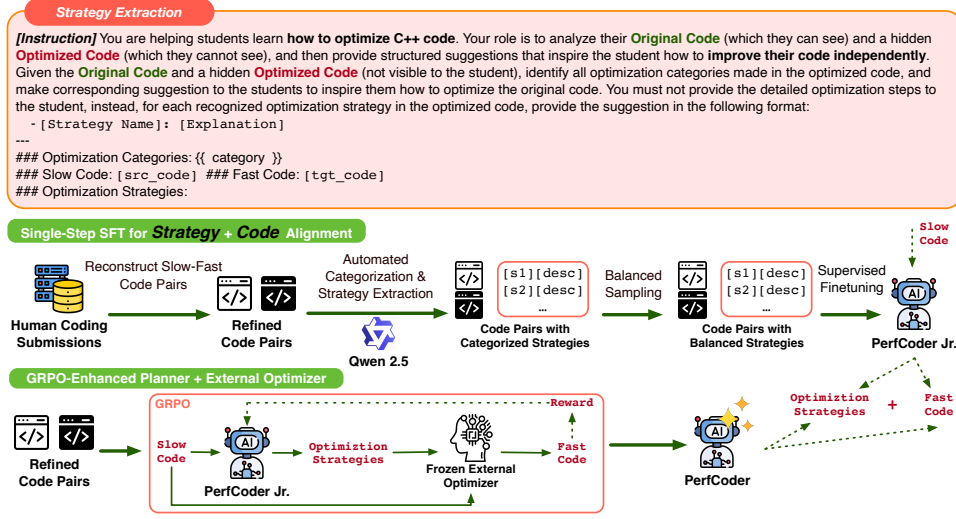 Strategy Extraction
[Instruction] You are helping students learn how to optimize C++ code. Your role is to analyze their Original Code (which they can see) and a hidden
Optimized Code (which they cannot see), and then provide structured suggestions that inspire the student how to improve their code independently.
Given the Original Code and a hidden Optimized Code (not visible to the student), identify all optimization categories made in the optimized code, and
make corresponding suggestion to the students to inspire them how to optimize the original code. You must not provide the detailed optimization steps to
the student, instead, for each recognized optimization strategy in the optimized code, provide the suggestion in the following format:
- [Strategy Name]: [Explanation]
---
### Optimization Categories: {{ category }}
### Slow Code: [src_code] ### Fast Code: [tgt_code]
### Optimization Strategies:
Single-Step SFT for Strategy + Code Alignment
Human Coding
Submissions
Reconstruct Slow-Fast
Code Pairs
</>
</>
Refined
Code Pairs
Automated
Categorization &
Strategy Extraction
Qwen 2.5
</>
</>
[s1][desc]
[s2][desc]
...
Code Pairs with
Categorized Strategies
Balanced
Sampling
</>
</>
[s1][desc]
[s2][desc]
...
Code Pairs with
Balanced Strategies
Supervised
Finetuning
Slow
Code
AI
PerfCoder Jr.
GRPO-Enhanced Planner + External Optimizer
</>
</>
Refined
Code Pairs
GRPO
Slow
Code
AI
PerfCoder Jr.
Optimiztion
Strategies
Frozen External
Optimizer
Reward
Fast
Code
AI
PerfCoder
Optimiztion
Strategies
+
Fast
Code